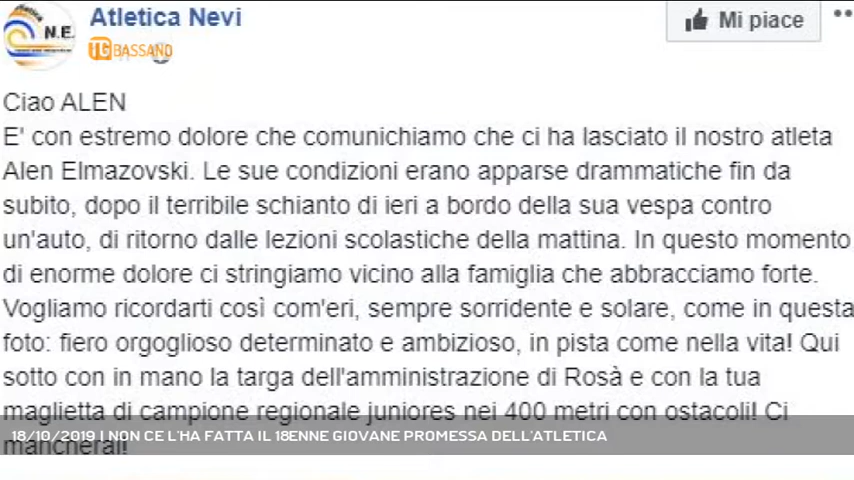 Atletica Nevi
Mi piace
N.E.
TG BASSANO
Ciao ALEN
E' con estremo dolore che comunichiamo che ci ha lasciato il nostro atleta
Alen Elmazovski. Le sue condizioni erano apparse drammatiche fin da
subito, dopo il terribile schianto di ieri a bordo della sua vespa contro
un'auto, di ritorno dalle lezioni scolastiche della mattina. In questo momento
di enorme dolore ci stringiamo vicino alla famiglia che abbracciamo forte.
Vogliamo ricordarti così com'eri, sempre sorridente e solare, come in questa
foto: fiero orgoglioso determinato e ambizioso, in pista come nella vita! Qui
sotto con in mano la targa dell'amministrazione di Rosà e con la tua
maglietta di campione regionale juniores nei 400 metri con ostacoli! Ci
mancherai!
18/10/2019 | NON CE L'HA FATTA IL 18ENNE GIOVANE PROMESSA DELL'ATLETICA